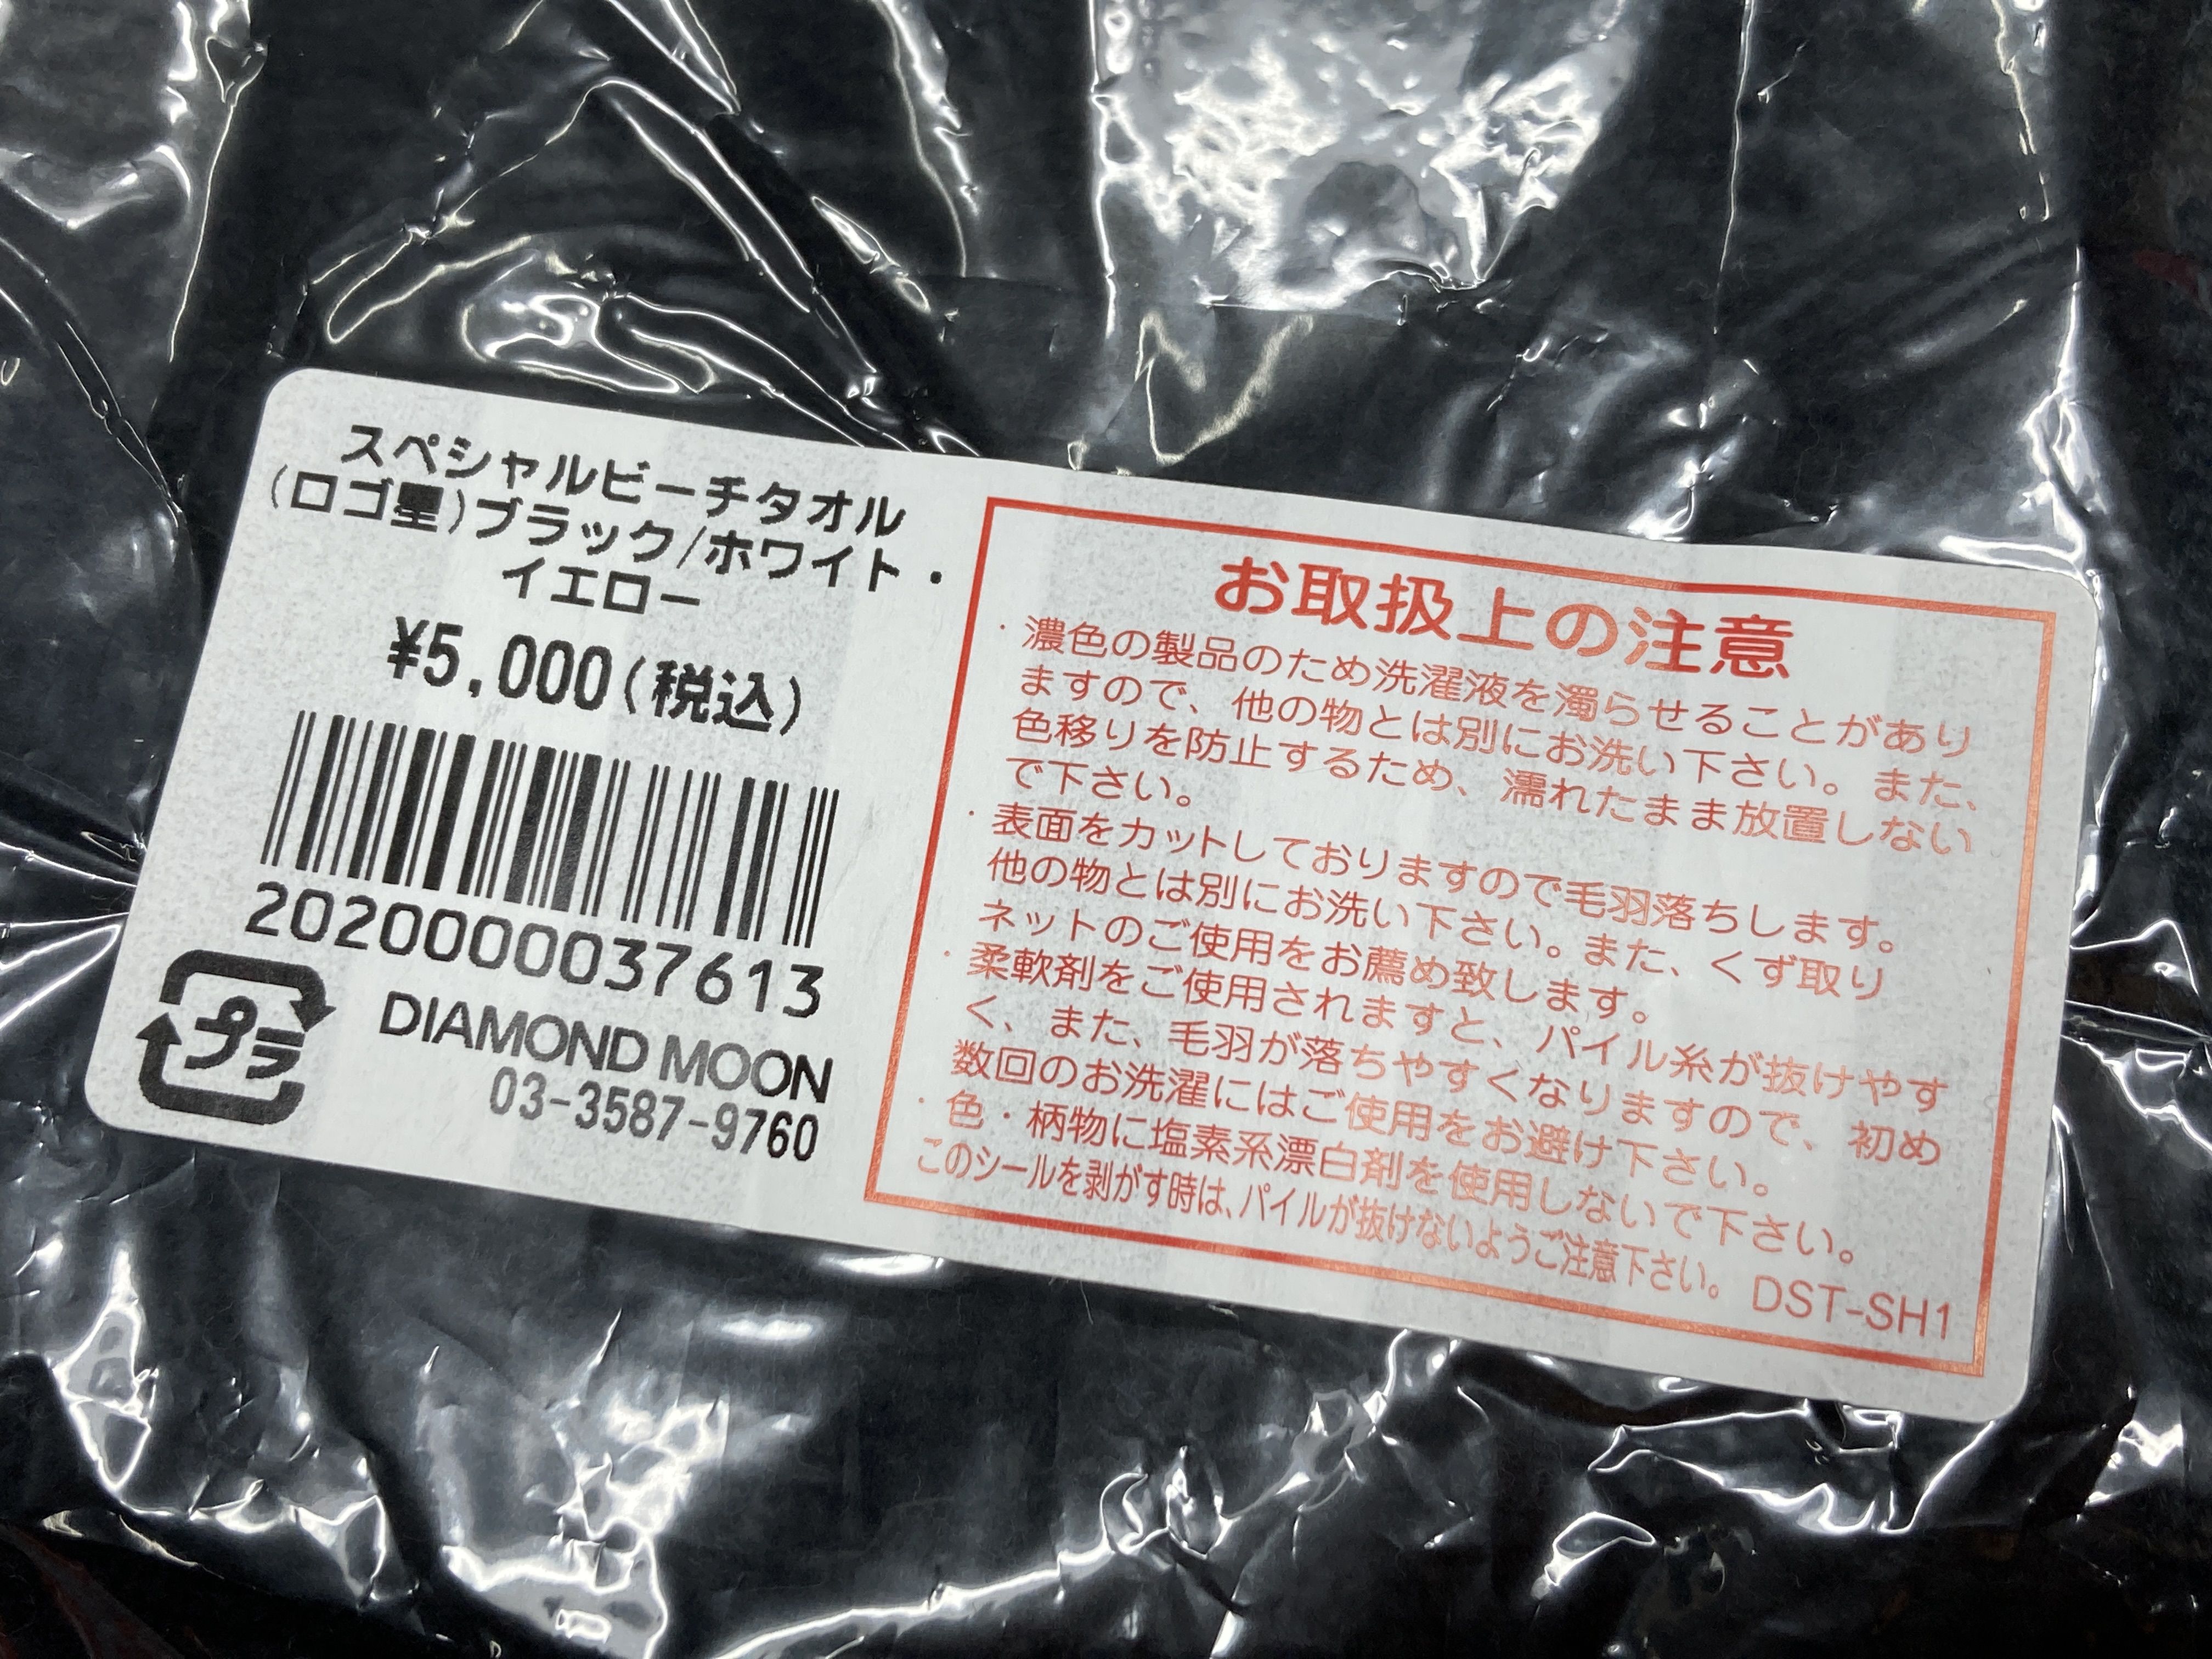 スペシャルビーチタオル
(ロゴ星)ブラック/ホワイト・
イエロー
¥5,000(税込)
2020000037613
プラ
DIAMOND MOON
03-3587-9760
お取扱上の注意
・濃色の製品のため洗濯液を濁らせることがあり
ますので、他の物とは別にお洗い下さい。また、
色移りを防止するため、濡れたまま放置しない
で下さい。
・表面をカットしておりますので毛羽落ちします。
他の物とは別にお洗い下さい。また、くず取り
ネットのご使用をお薦め致します。
・柔軟剤をご使用されますと、パイル糸が抜けやす
く、また、毛羽が落ちやすくなりますので、初め
数回のお洗濯にはご使用をお避け下さい。
・色・柄物に塩素系漂白剤を使用しないで下さい。
このシールを剥がす時は、パイルが抜けないようご注意下さい。 DST-SH1